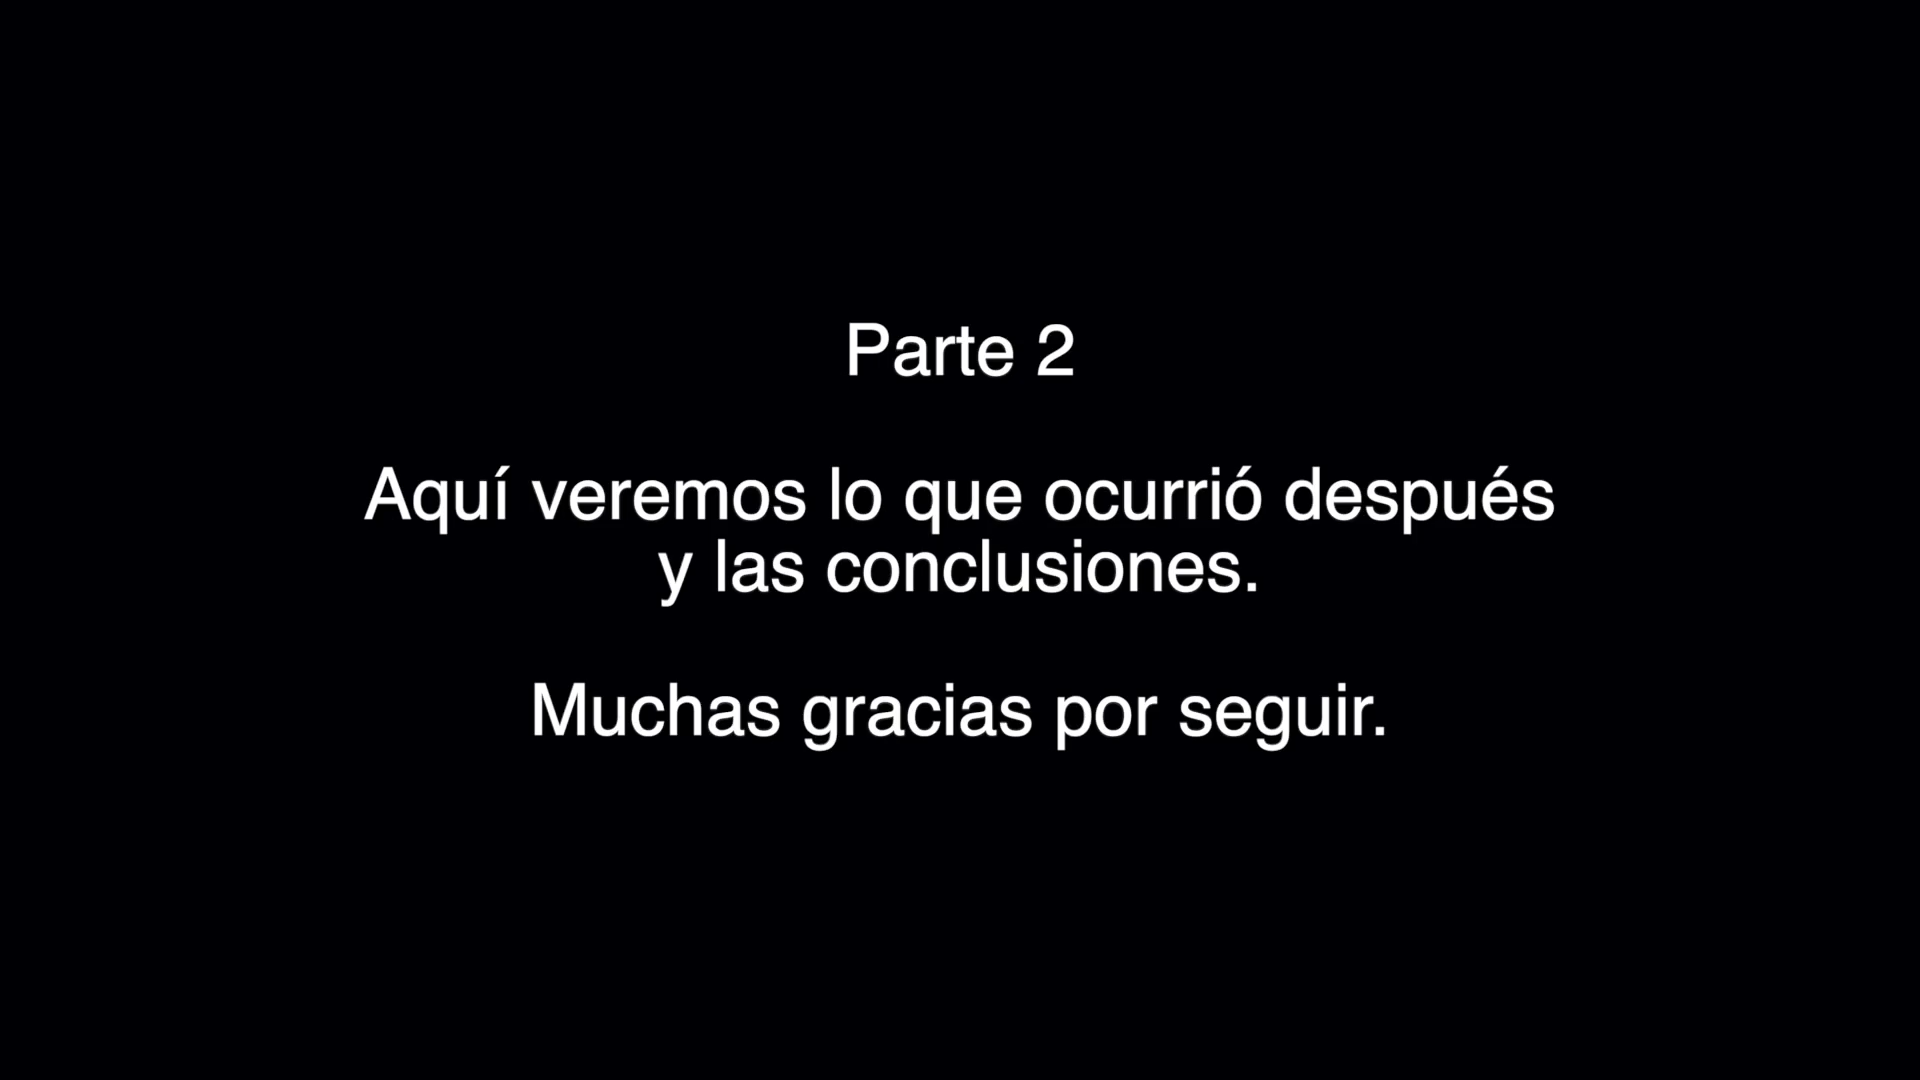 Parte 2
Aquí veremos lo que ocurrió después
y las conclusiones.
Muchas gracias por seguir.